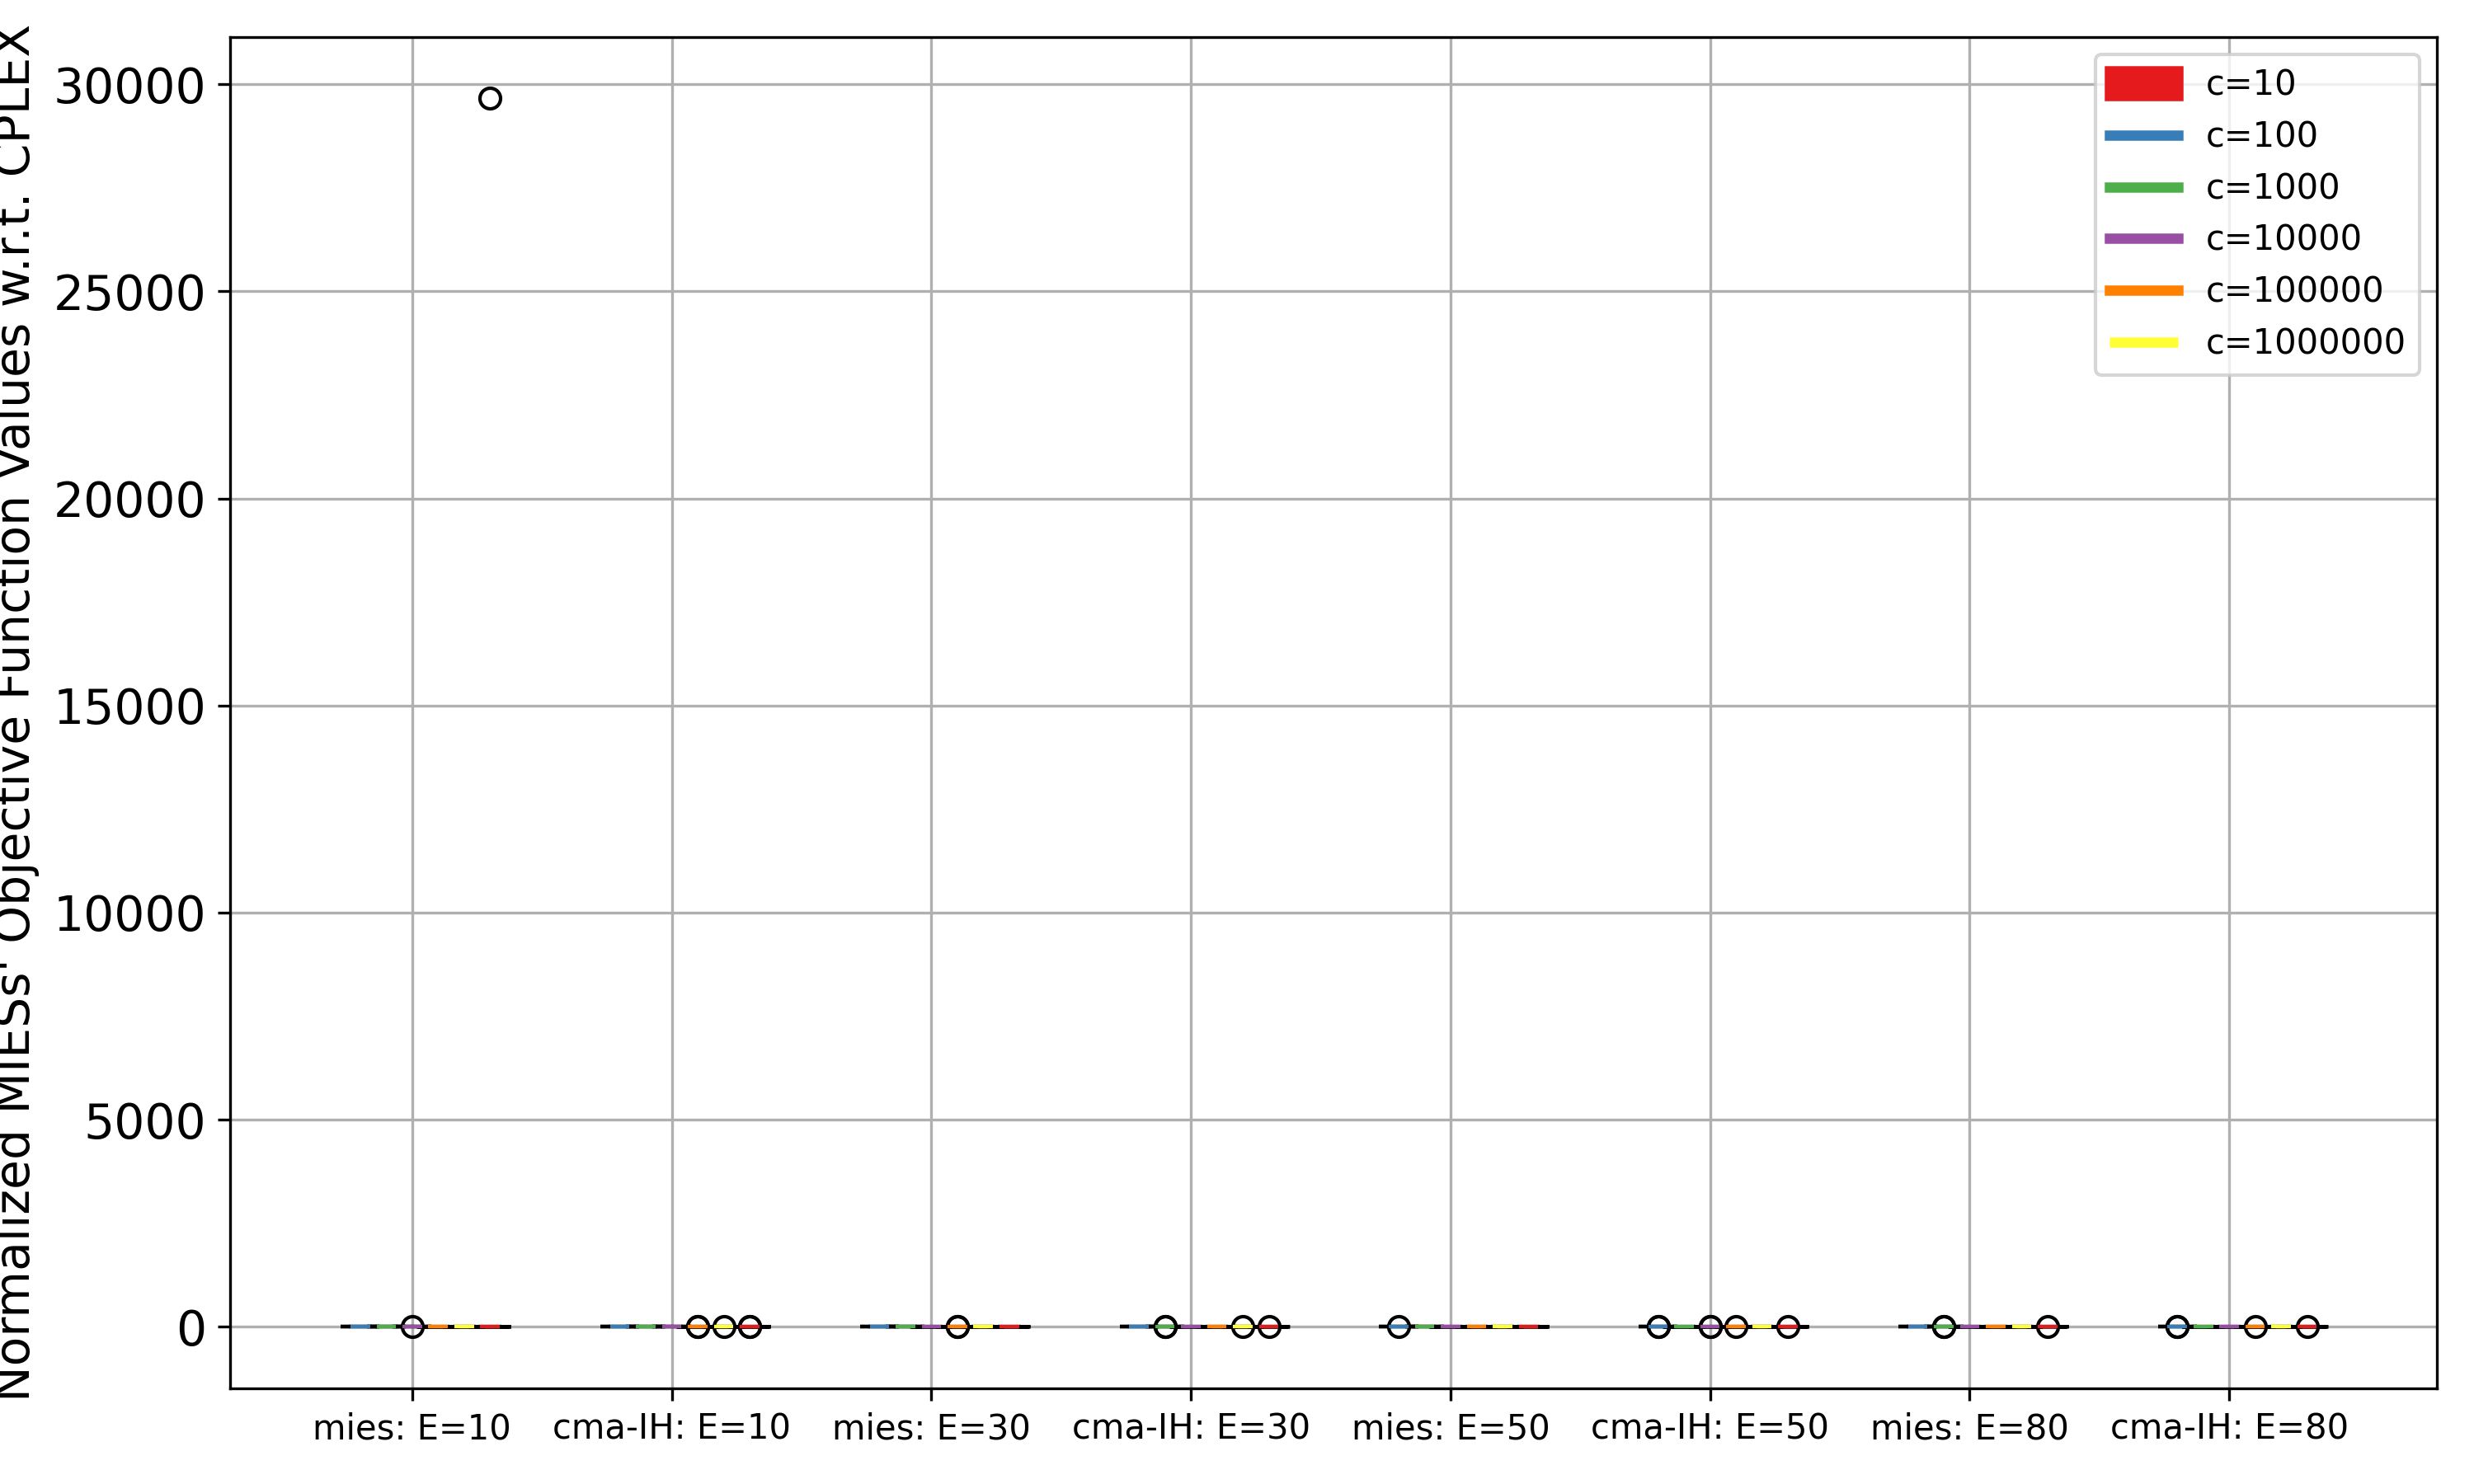 Normalized MIESs' Objective Function Values w.r.t. CPLEX
30000
25000
20000
15000
10000
5000
0
c=10
c=100
c=1000
c=10000
c=100000
c=1000000
mies: E=10 cma-IH: E=10 mies: E=30 cma-IH: E=30 mies: E=50 cma-IH: E=50 mies: E=80 cma-IH: E=80